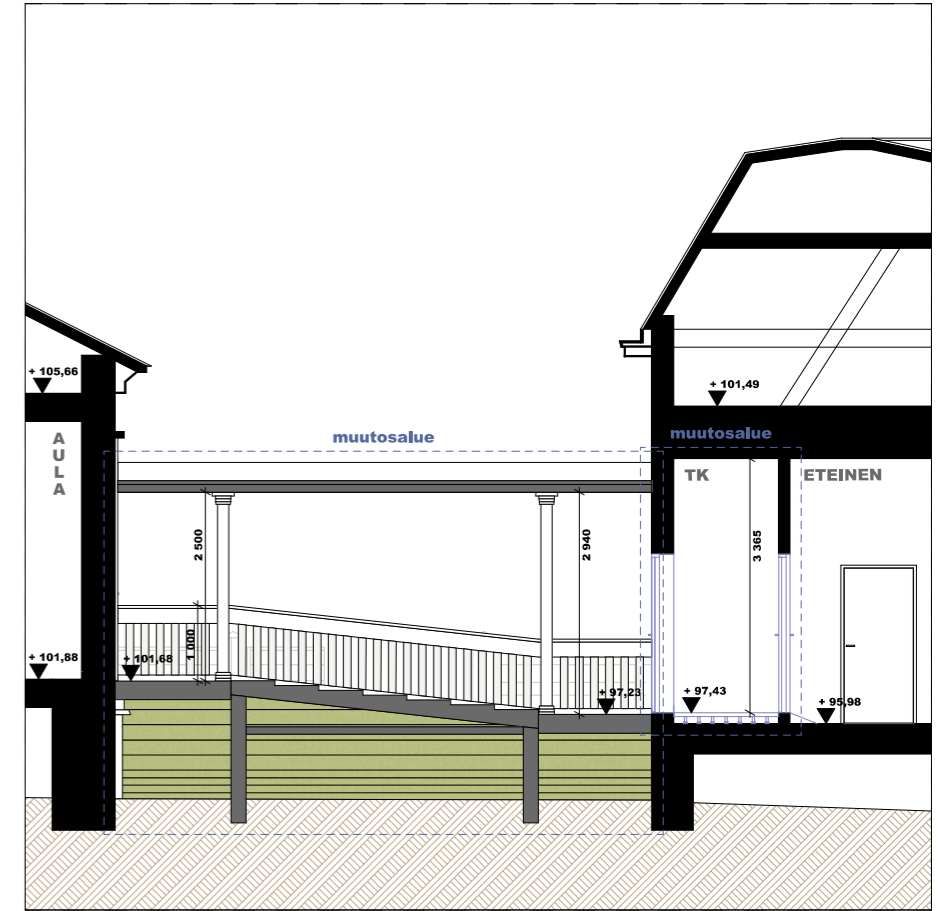 + 105,66
+ 101,49
AULA
muutosalue
muutosalue
TK
ETEINEN
2 500
2 940
3 365
1 000
+ 101,88
+ 101,68
+ 97,23
+ 97,43
+ 95,98